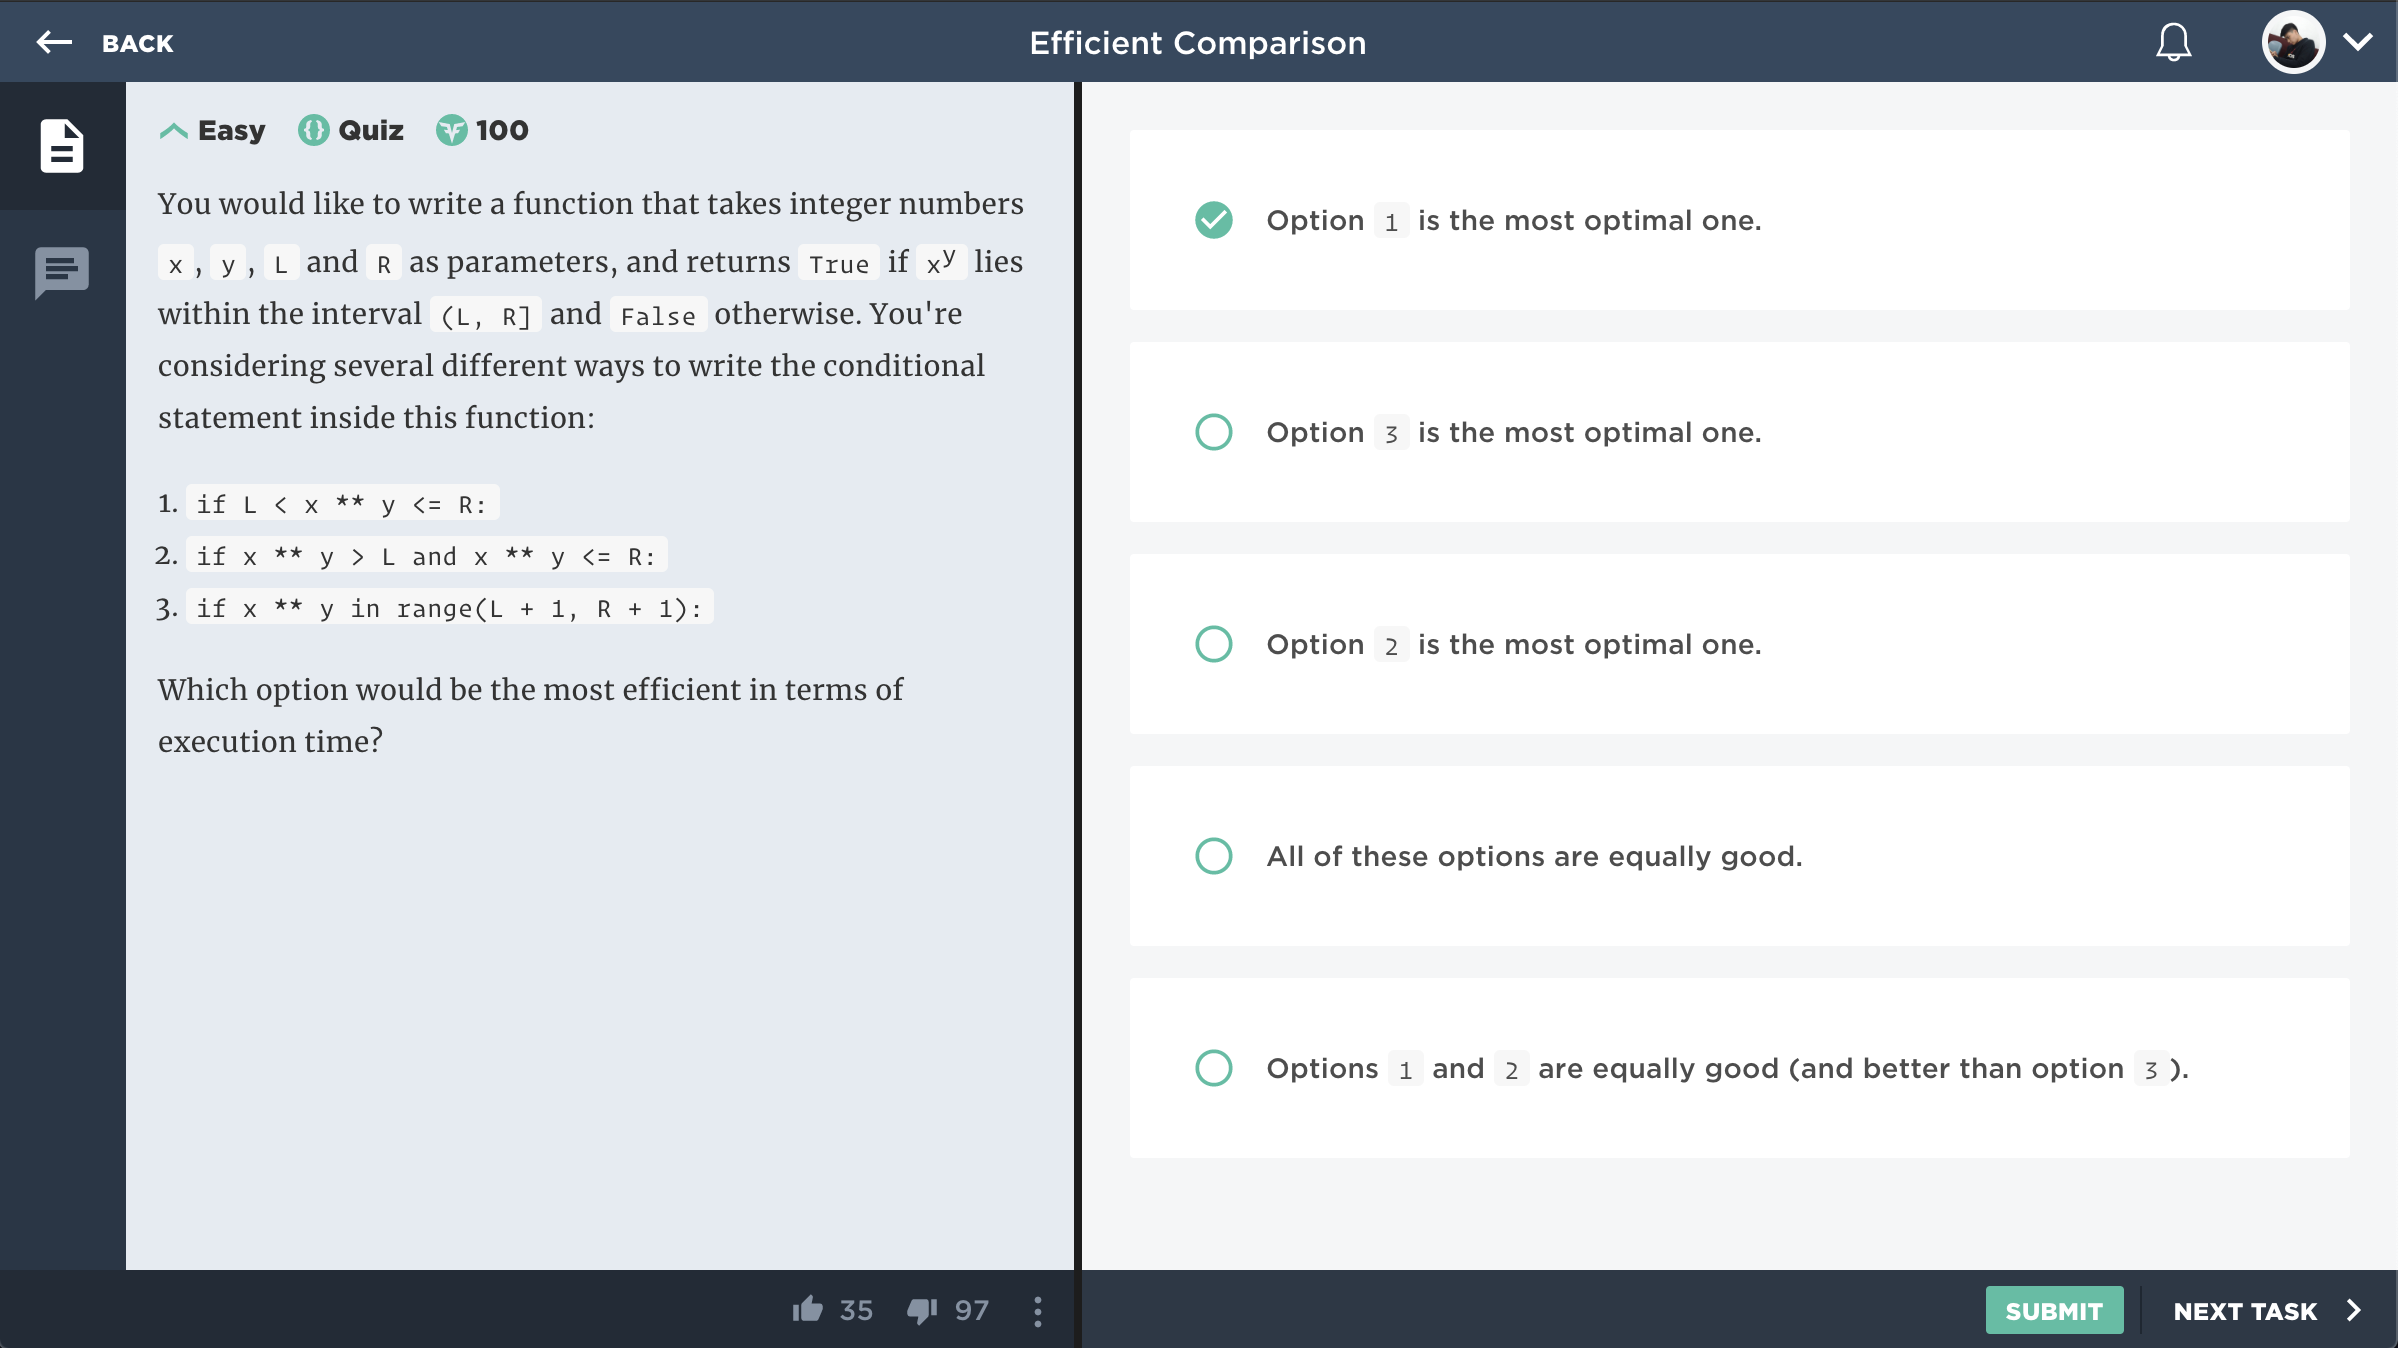 BACK
Efficient Comparison
Easy Quiz 100
You would like to write a function that takes integer numbers
x, y, L and R as parameters, and returns True if xʸ lies
within the interval (L, R] and False otherwise. You're
considering several different ways to write the conditional
statement inside this function:
1. if L < x ** y <= R:
2. if x ** y > L and x ** y <= R:
3. if x ** y in range(L + 1, R + 1):
Which option would be the most efficient in terms of
execution time?
Option 1 is the most optimal one.
Option 3 is the most optimal one.
Option 2 is the most optimal one.
All of these options are equally good.
Options 1 and 2 are equally good (and better than option 3).
35 97
SUBMIT
NEXT TASK